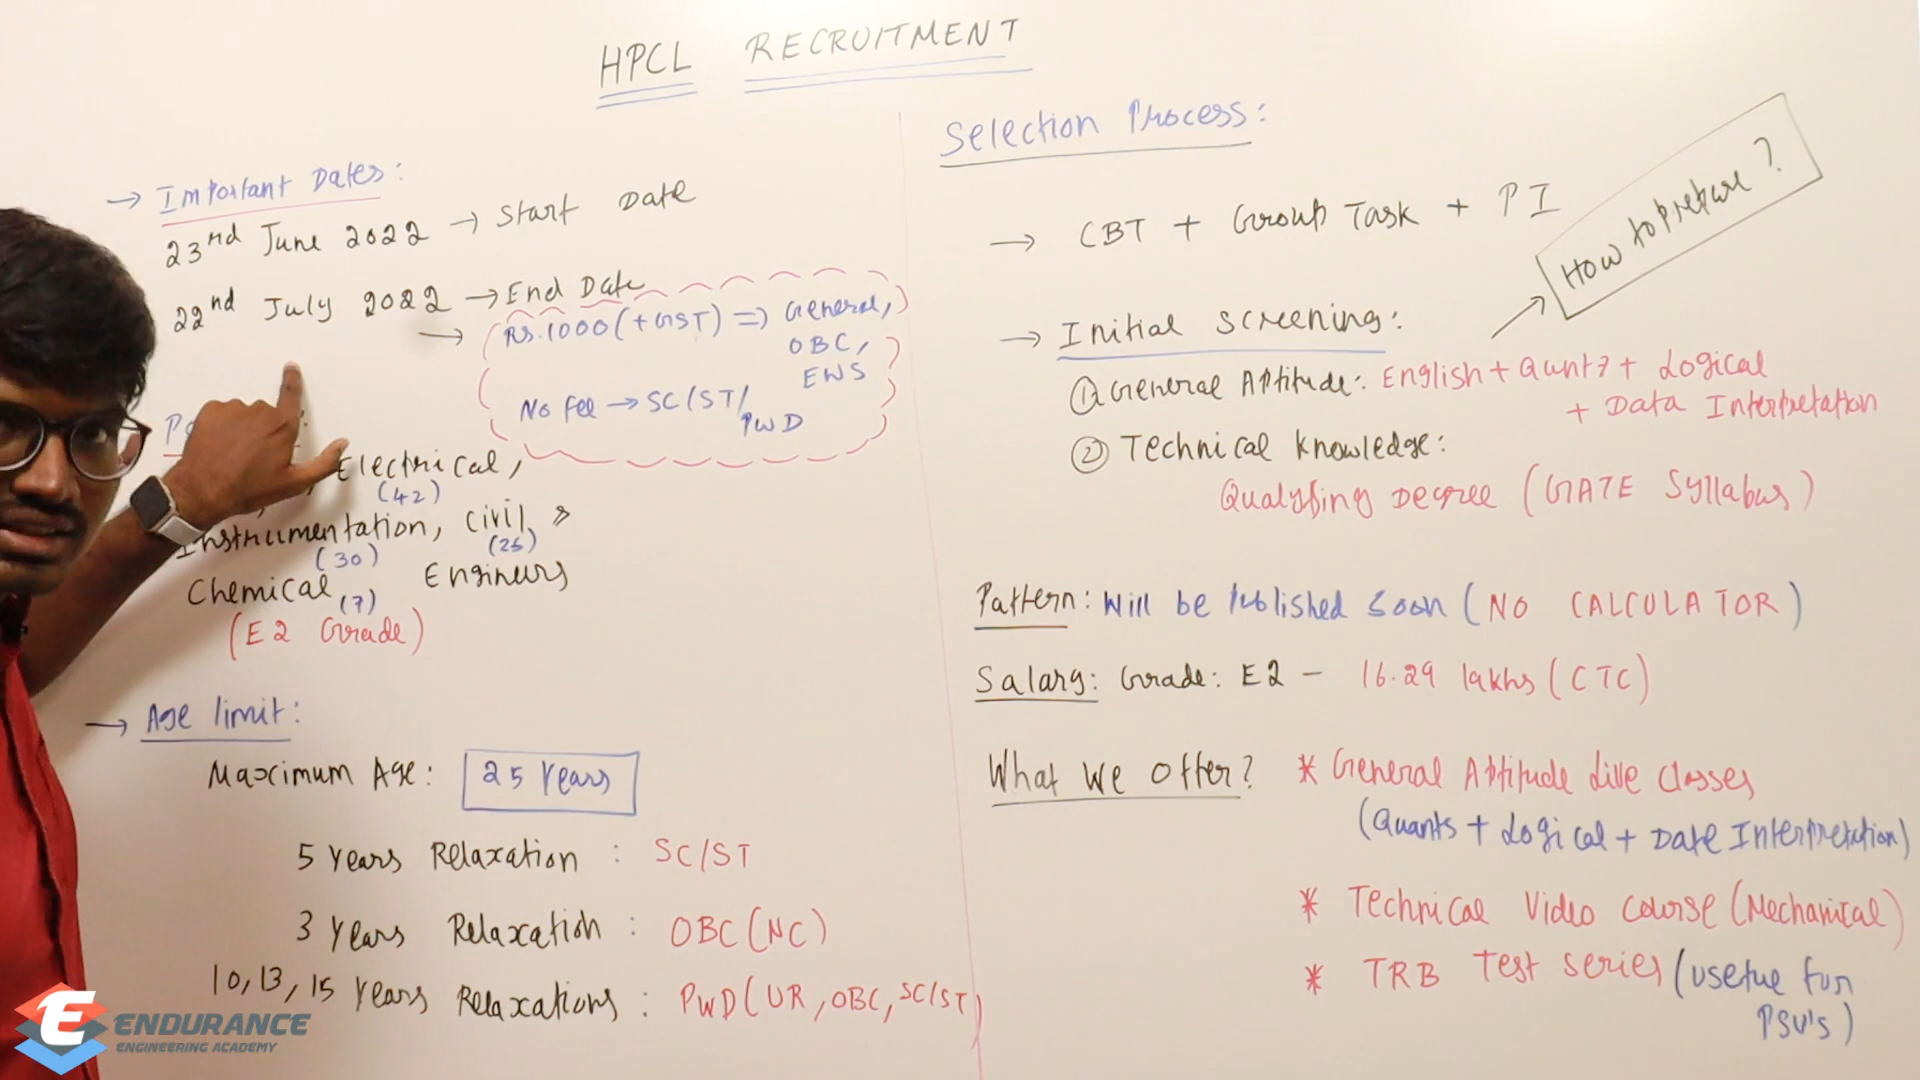 HPCL RECRUITMENT
→ Important Dates:
23nd June 2022 → Start Date
22nd July 2022 → End Date
→ Rs.1000 (+GST) => General,
OBC,
EWS
No Fee → SC/ST/
PWD
Electrical,
(42)
Instrumentation, Civil &
(30) (25)
Chemical Engineers
(7)
(E2 Grade)
→ Age limit:
Maximum Age: 25 Years
5 Years Relaxation : SC/ST
3 Years Relaxation : OBC (NC)
10, 13, 15 Years Relaxations : PWD (UR, OBC, SC/ST)
Selection Process:
→ CBT + Group Task + PI
How to prepare?
→ Initial Screening:
① General Aptitude: English + Quants + Logical
+ Data Interpretation
② Technical Knowledge:
Qualyfing Degree (GATE Syllabus)
Pattern: Will be Published Soon (NO CALCULATOR)
Salary: Grade: E2 - 16.29 lakhs (CTC)
What We Offer? * General Aptitude Live Classes
(Quants + Logical + Data Interpretation)
* Technical Video Course (Mechanical)
* TRB Test Series (Useful for
PSU's)
E ENDURANCE
ENGINEERING ACADEMY